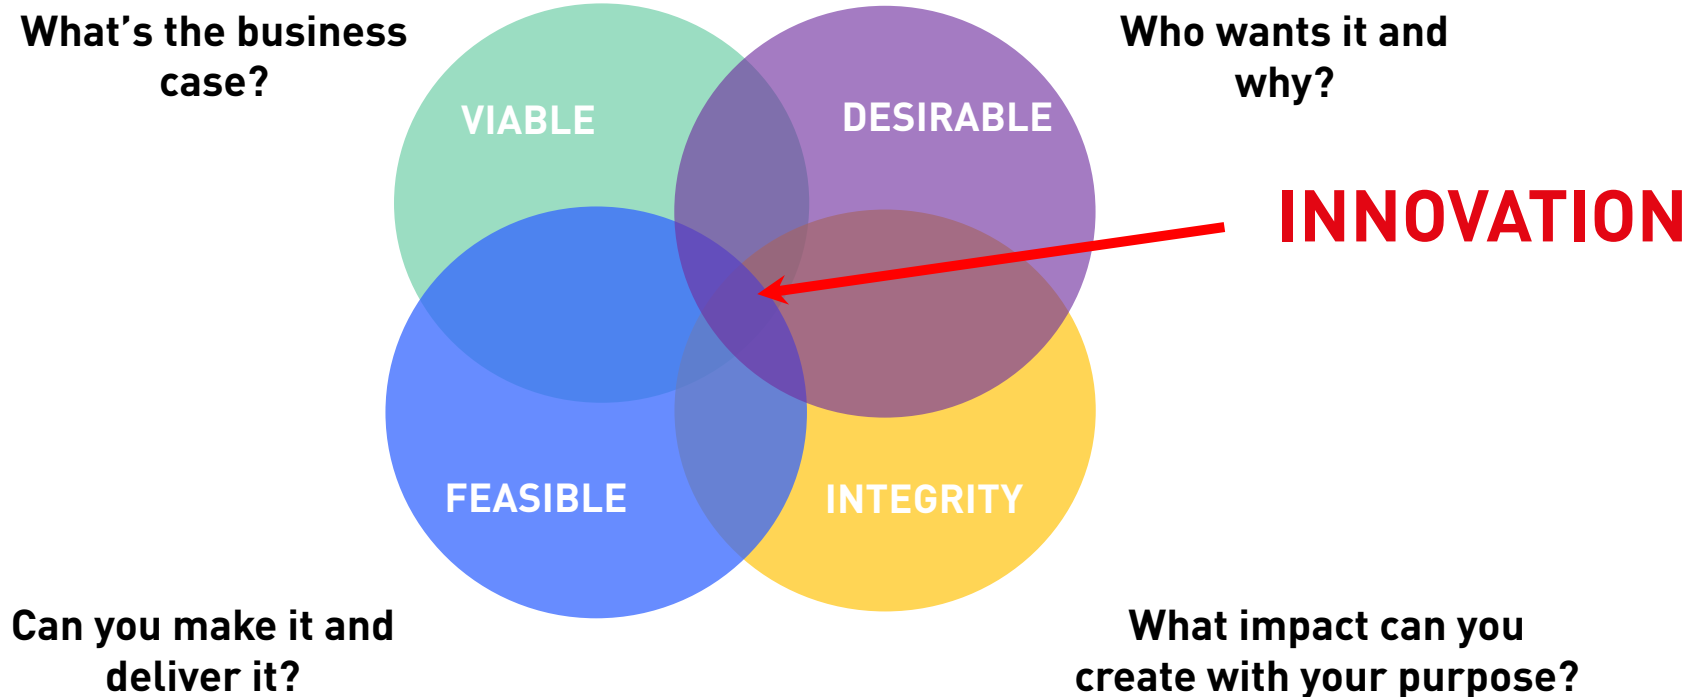 What's the business
case?
Who wants it and
why?
VIABLE
DESIRABLE
INNOVATION
FEASIBLE
INTEGRITY
Can you make it and
deliver it?
What impact can you
create with your purpose?